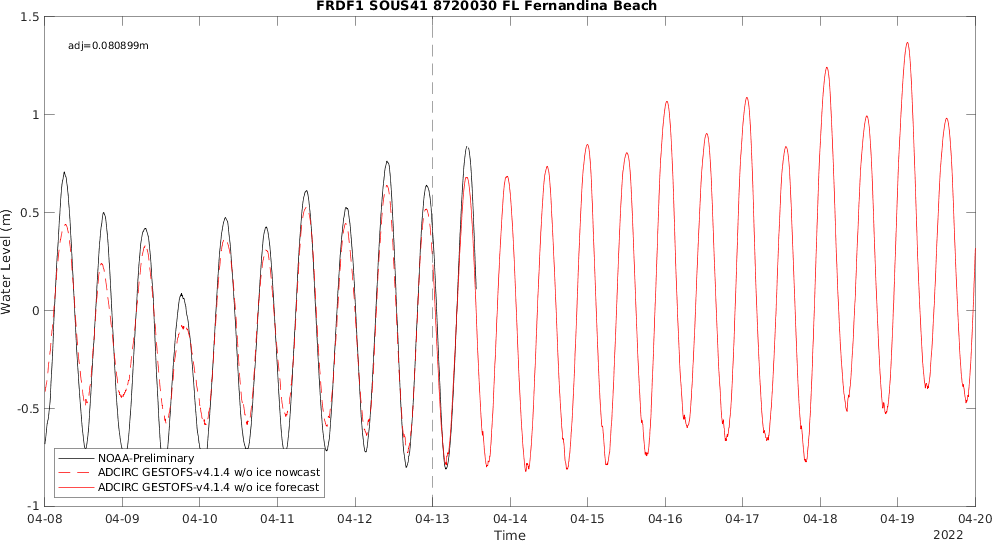 FRDF1 SOUS41 8720030 FL Fernandina Beach
1.5
adj=0.080899m
1
0.5
0
-0.5
-1
Water Level (m)
NOAA-Preliminary
ADCIRC GESTOFS-v4.1.4 w/o ice nowcast
ADCIRC GESTOFS-v4.1.4 w/o ice forecast
04-08 04-09 04-10 04-11 04-12 04-13 04-14 04-15 04-16 04-17 04-18 04-19 04-20
Time
2022